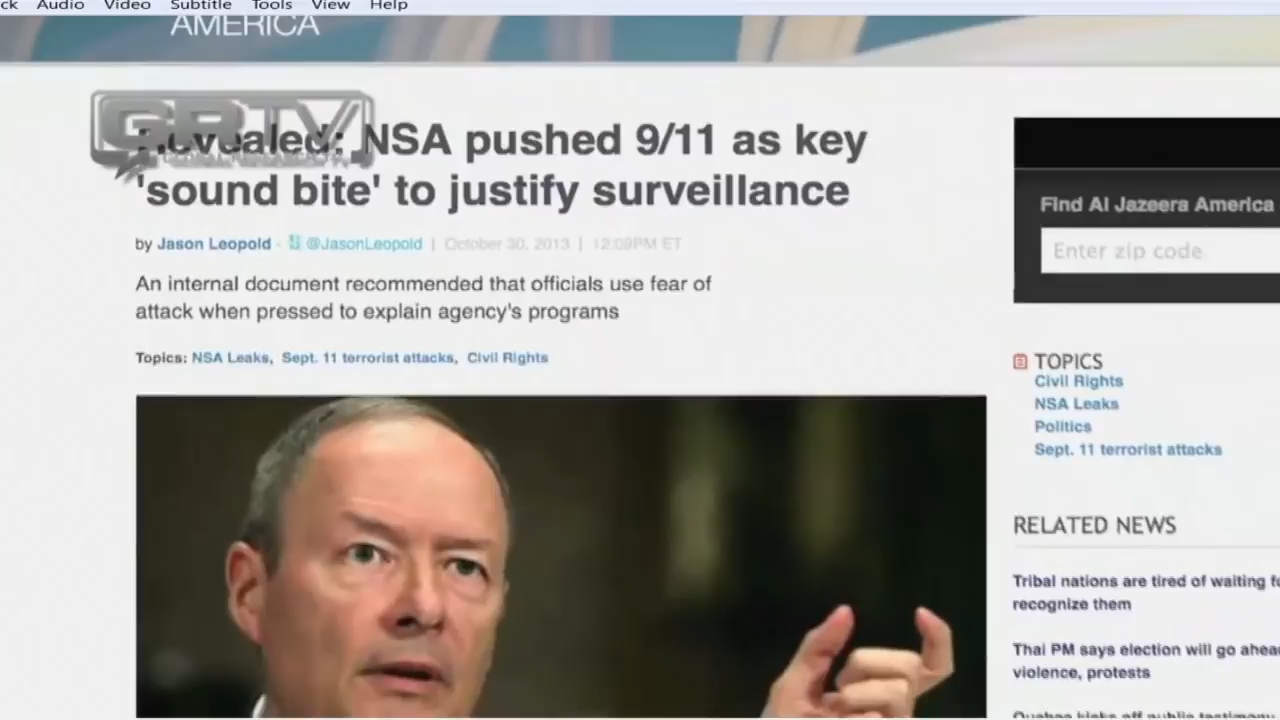 Audio Video Subtitle Tools View Help
AMERICA
GRTV
Revealed: NSA pushed 9/11 as key
'sound bite' to justify surveillance
by Jason Leopold - @JasonLeopold | October 30, 2013 | 12:09PM ET
An internal document recommended that officials use fear of
attack when pressed to explain agency's programs
Topics: NSA Leaks, Sept. 11 terrorist attacks, Civil Rights
Find Al Jazeera America
Enter zip code
TOPICS
Civil Rights
NSA Leaks
Politics
Sept. 11 terrorist attacks
RELATED NEWS
Tribal nations are tired of waiting
recognize them
Thai PM says election will go
violence, protests